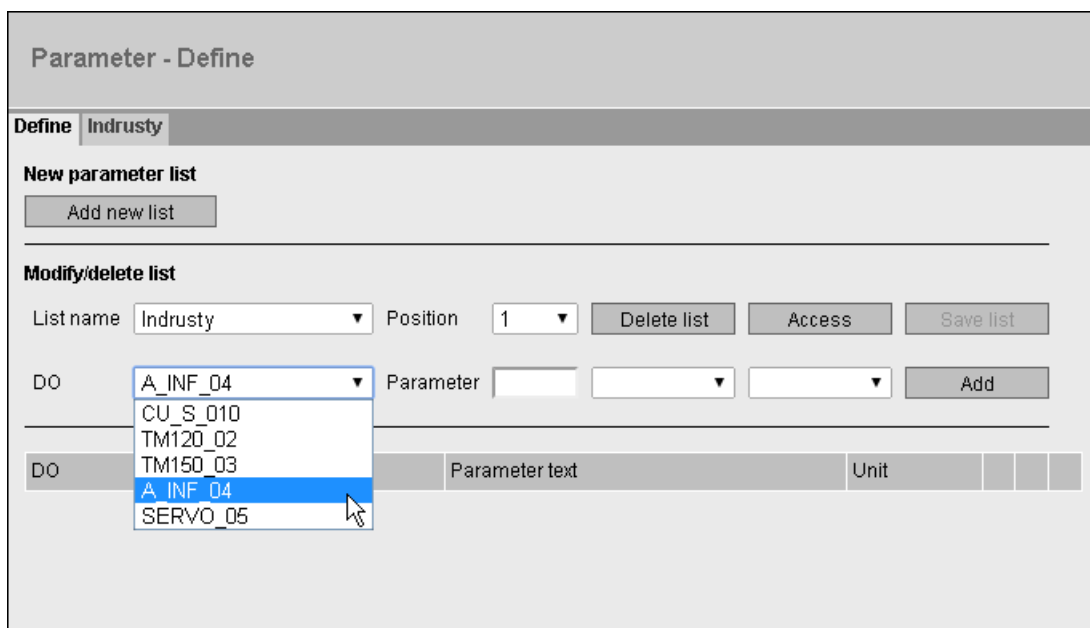 Parameter - Define
Define Indrusty
New parameter list
Add new list
Modify/delete list
List name Indrusty Position 1 Delete list Access Save list
DO A_INF_04 Parameter Add
CU_S_010
TM120_02
TM150_03
A_INF_04
SERVO_05
DO Parameter text Unit